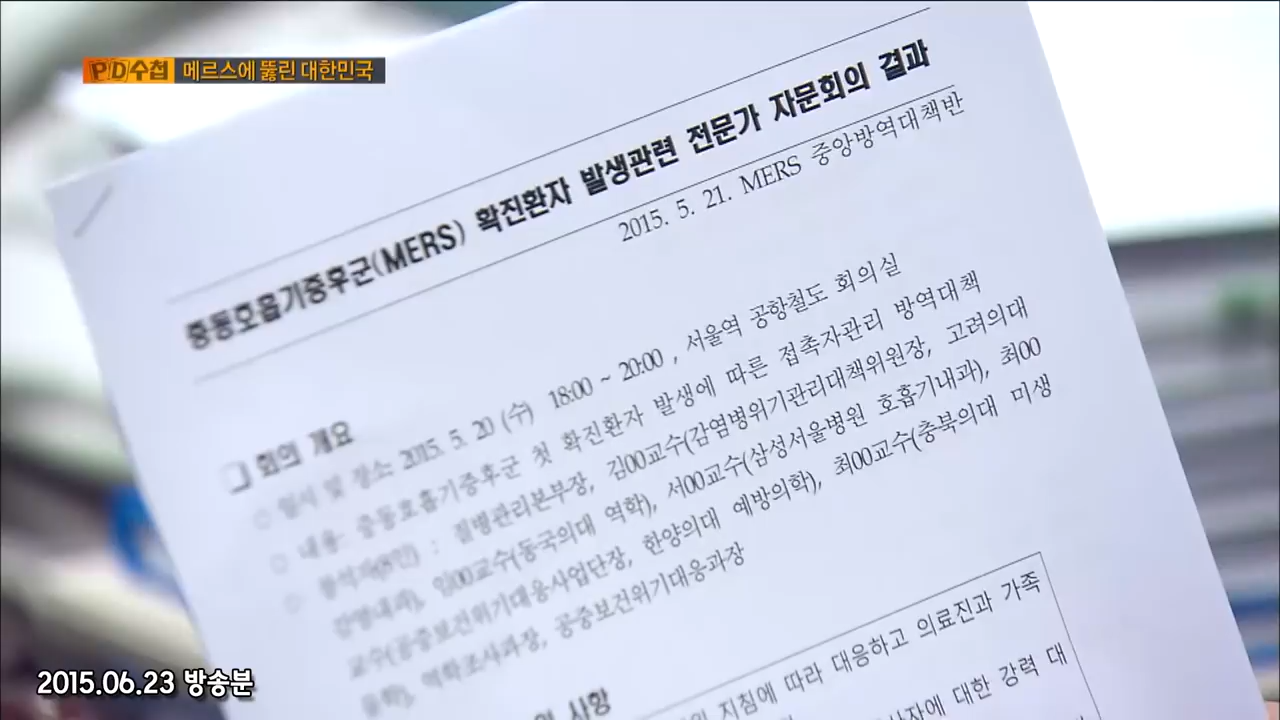 PD수첩 메르스에 뚫린 대한민국
중동호흡기증후군(MERS) 확진환자 발생관련 전문가 자문회의 결과
2015. 5. 21. MERS 중앙방역대책반
❏ 회의 개요
○ 일시 및 장소: 2015. 5. 20 (수) 18:00 ~ 20:00 , 서울역 공항철도 회의실
○ 내용: 중동호흡기증후군 첫 확진환자 발생에 따른 접촉자관리 방역대책
○ 참석자(8인) : 질병관리본부장, 김00교수(감염병위기관리대책위원장, 고려의대
감염내과), 임00교수(동국의대 역학), 서00교수(삼성서울병원 호흡기내과), 최00
교수(공중보건위기대응사업단장, 한양의대 예방의학), 최00교수(충북의대 미생
물학), 역학조사과장, 공중보건위기대응과장
사항
지침에 따라 대응하고 의료진과 가족
대한 강력 대
2015.06.23 방송분